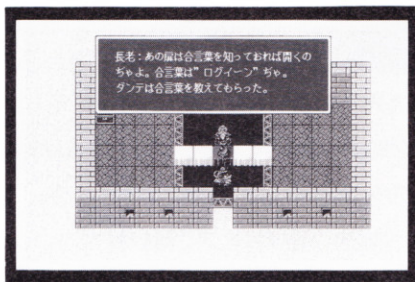 長老：あの扉は合言葉を知っておれば開くの
ぢゃよ。合言葉は”ログイーン”ぢゃ。
ダンテは合言葉を教えてもらった。